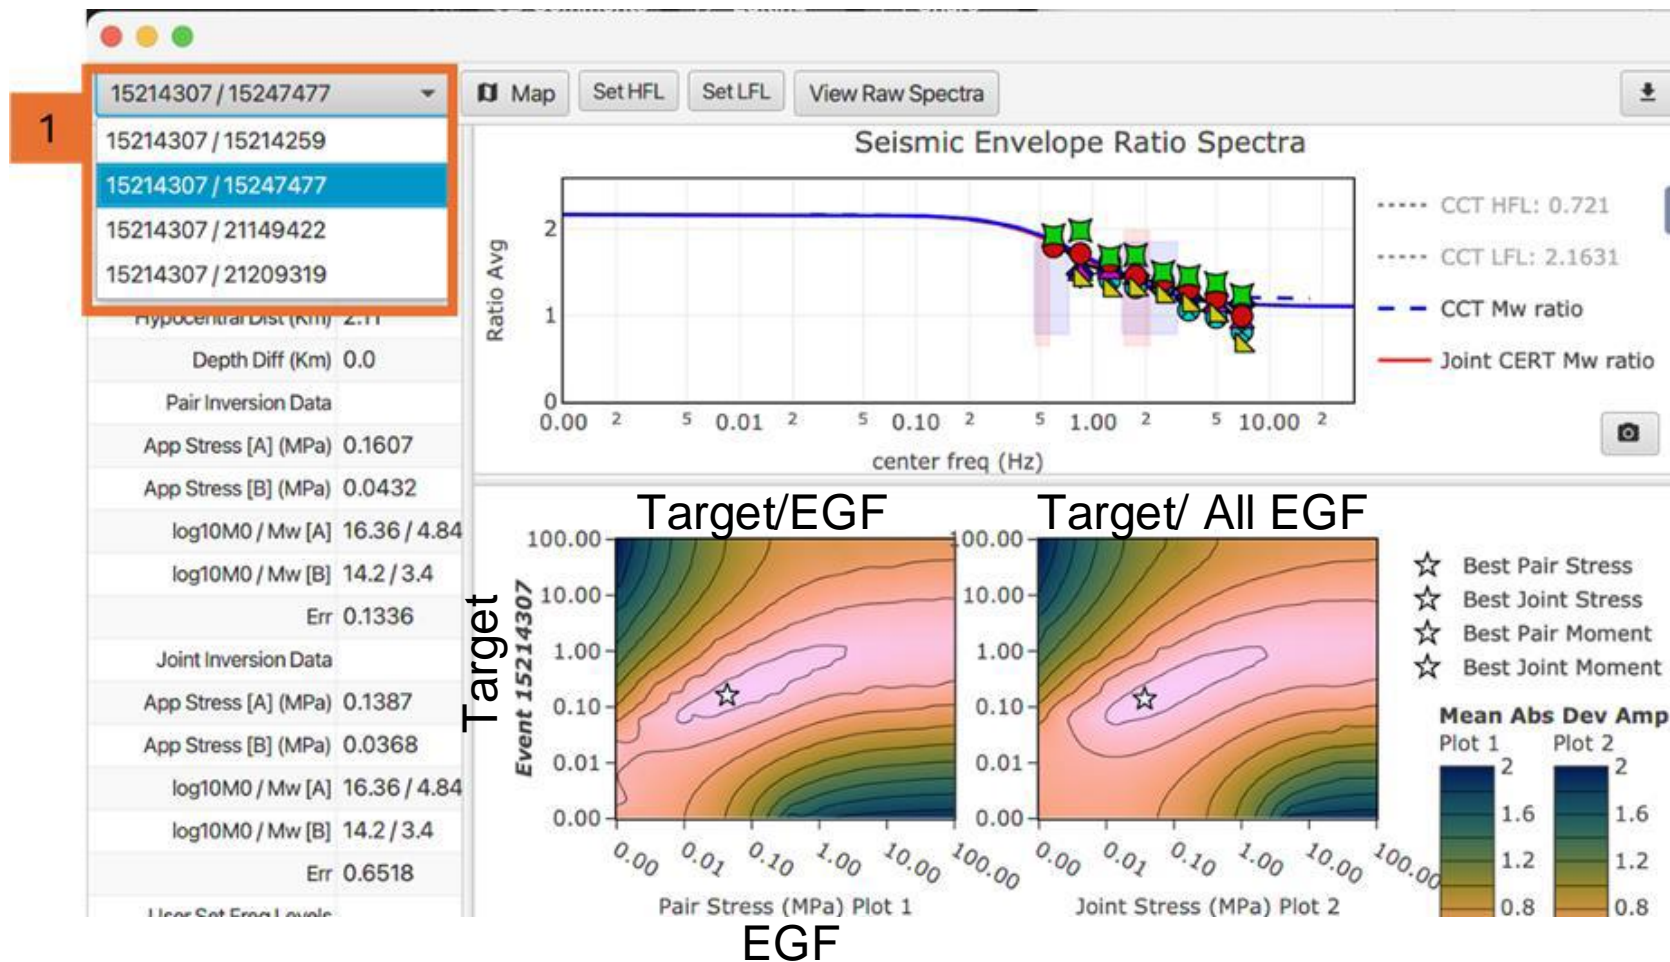 1
15214307 / 15247477
15214307 / 15214259
15214307 / 15247477
15214307 / 21149422
15214307 / 21209319
Map
Set HFL
Set LFL
View Raw Spectra
Hypocentral Dist (Km) 2.11
Depth Diff (Km) 0.0
Pair Inversion Data
App Stress [A] (MPa) 0.1607
App Stress [B] (MPa) 0.0432
log10M0 / Mw [A] 16.36 / 4.84
log10M0 / Mw [B] 14.2 / 3.4
Err 0.1336
Joint Inversion Data
App Stress [A] (MPa) 0.1387
App Stress [B] (MPa) 0.0368
log10M0 / Mw [A] 16.36 / 4.84
log10M0 / Mw [B] 14.2 / 3.4
Err 0.6518
User Set Freq Levels
Seismic Envelope Ratio Spectra
Ratio Avg
2
1
0
0.00 2 5 0.01 2 5 0.10 2 5 1.00 2 5 10.00 2
center freq (Hz)
CCT HFL: 0.721
CCT LFL: 2.1631
CCT Mw ratio
Joint CERT Mw ratio
Target/EGF
Target/ All EGF
Target
Event 15214307
100.00
10.00
1.00
0.10
0.01
0.00
0.00 0.01 0.10 1.00 10.00 100.00
Pair Stress (MPa) Plot 1
EGF
100.00
10.00
1.00
0.10
0.01
0.00
0.00 0.01 0.10 1.00 10.00 100.00
Joint Stress (MPa) Plot 2
Best Pair Stress
Best Joint Stress
Best Pair Moment
Best Joint Moment
Mean Abs Dev Amp
Plot 1 Plot 2
2 2
1.6 1.6
1.2 1.2
0.8 0.8